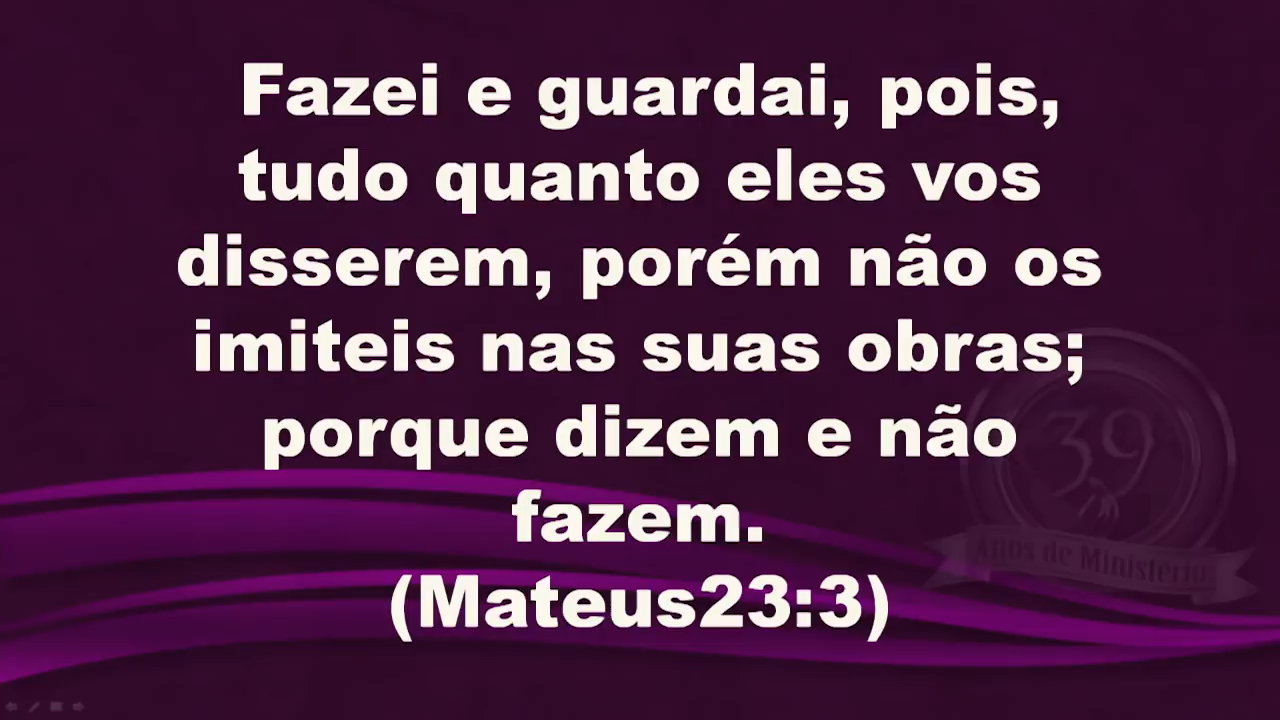 Fazei e guardai, pois,
tudo quanto eles vos
disserem, porém não os
imiteis nas suas obras;
porque dizem e não
fazem.
(Mateus23:3)
39
Anos de Ministério